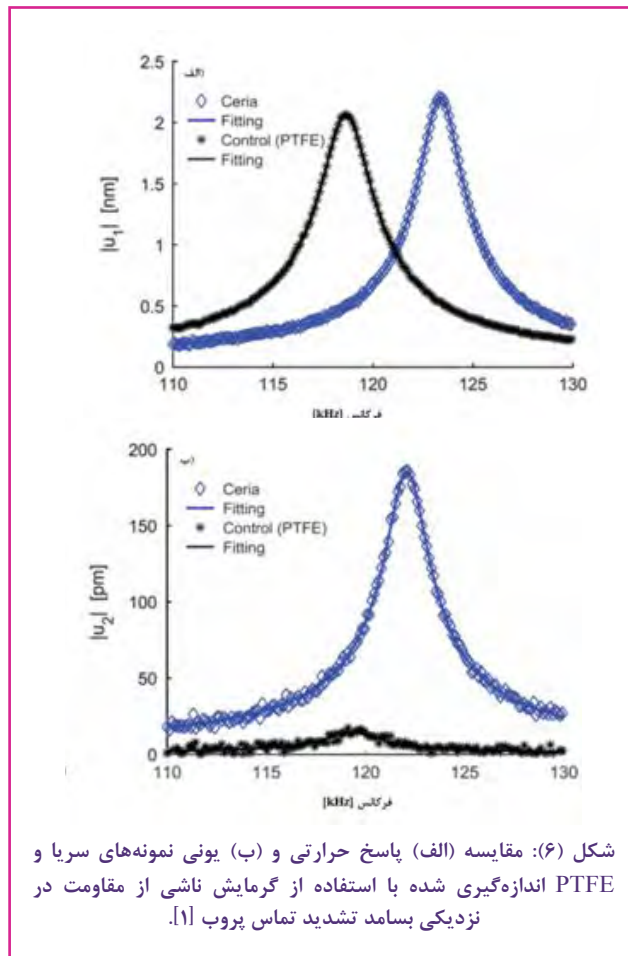 2.5
الف)
Ceria
Fitting
Control (PTFE)
Fitting
2
1.5
1
0.5
0
|u1| [nm]
110 115 120 125 130
فرکانس [kHz]
200
ب)
Ceria
Fitting
Control (PTFE)
Fitting
150
100
50
0
|u2| [pm]
110 115 120 125 130
فرکانس [kHz]
شکل (۶): مقایسه (الف) پاسخ حرارتی و (ب) یونی نمونه‌های سریا و
PTFE اندازه‌گیری شده با استفاده از گرمایش ناشی از مقاومت در
نزدیکی بسامد تشدید تماس پروب [۱].